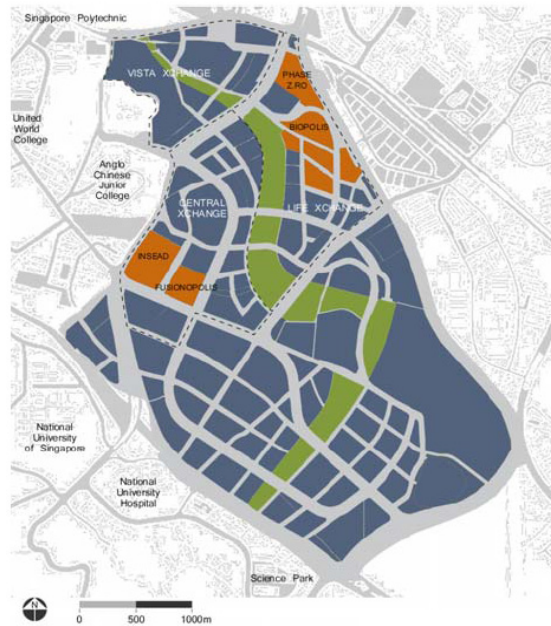 Singapore Polytechnic
VISTA XCHANGE
PHASE
Z.RO
United
World
College
BIOPOLIS
Anglo
Chinese
Junior
College
CENTRAL
XCHANGE
LIFE XCHANGE
INSEAD
FUSIONOPOLIS
National
University
of Singapore
National
University
Hospital
Science Park
N
0 500 1000m